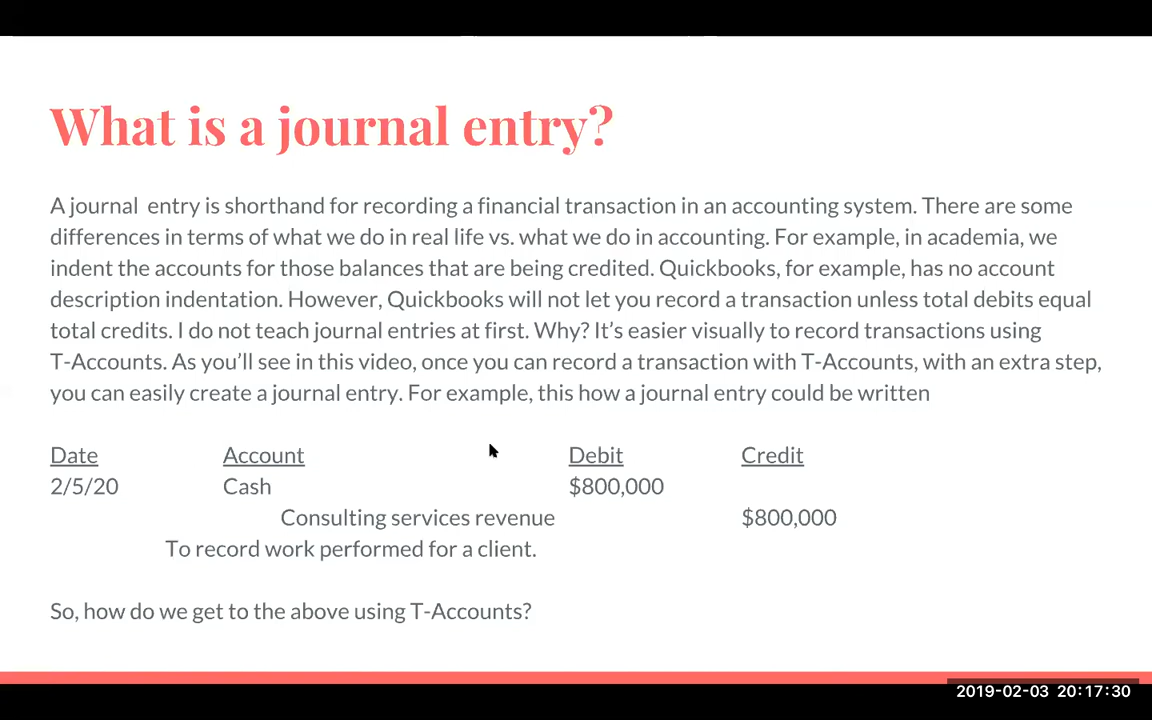 What is a journal entry?
A journal  entry is shorthand for recording a financial transaction in an accounting system. There are some
differences in terms of what we do in real life vs. what we do in accounting. For example, in academia, we
indent the accounts for those balances that are being credited. Quickbooks, for example, has no account
description indentation. However, Quickbooks will not let you record a transaction unless total debits equal
total credits. I do not teach journal entries at first. Why? It’s easier visually to record transactions using
T-Accounts. As you’ll see in this video, once you can record a transaction with T-Accounts, with an extra step,
you can easily create a journal entry. For example, this how a journal entry could be written
Date Account Debit Credit
2/5/20 Cash $800,000
Consulting services revenue $800,000
To record work performed for a client.
So, how do we get to the above using T-Accounts?
2019-02-03 20:17:30